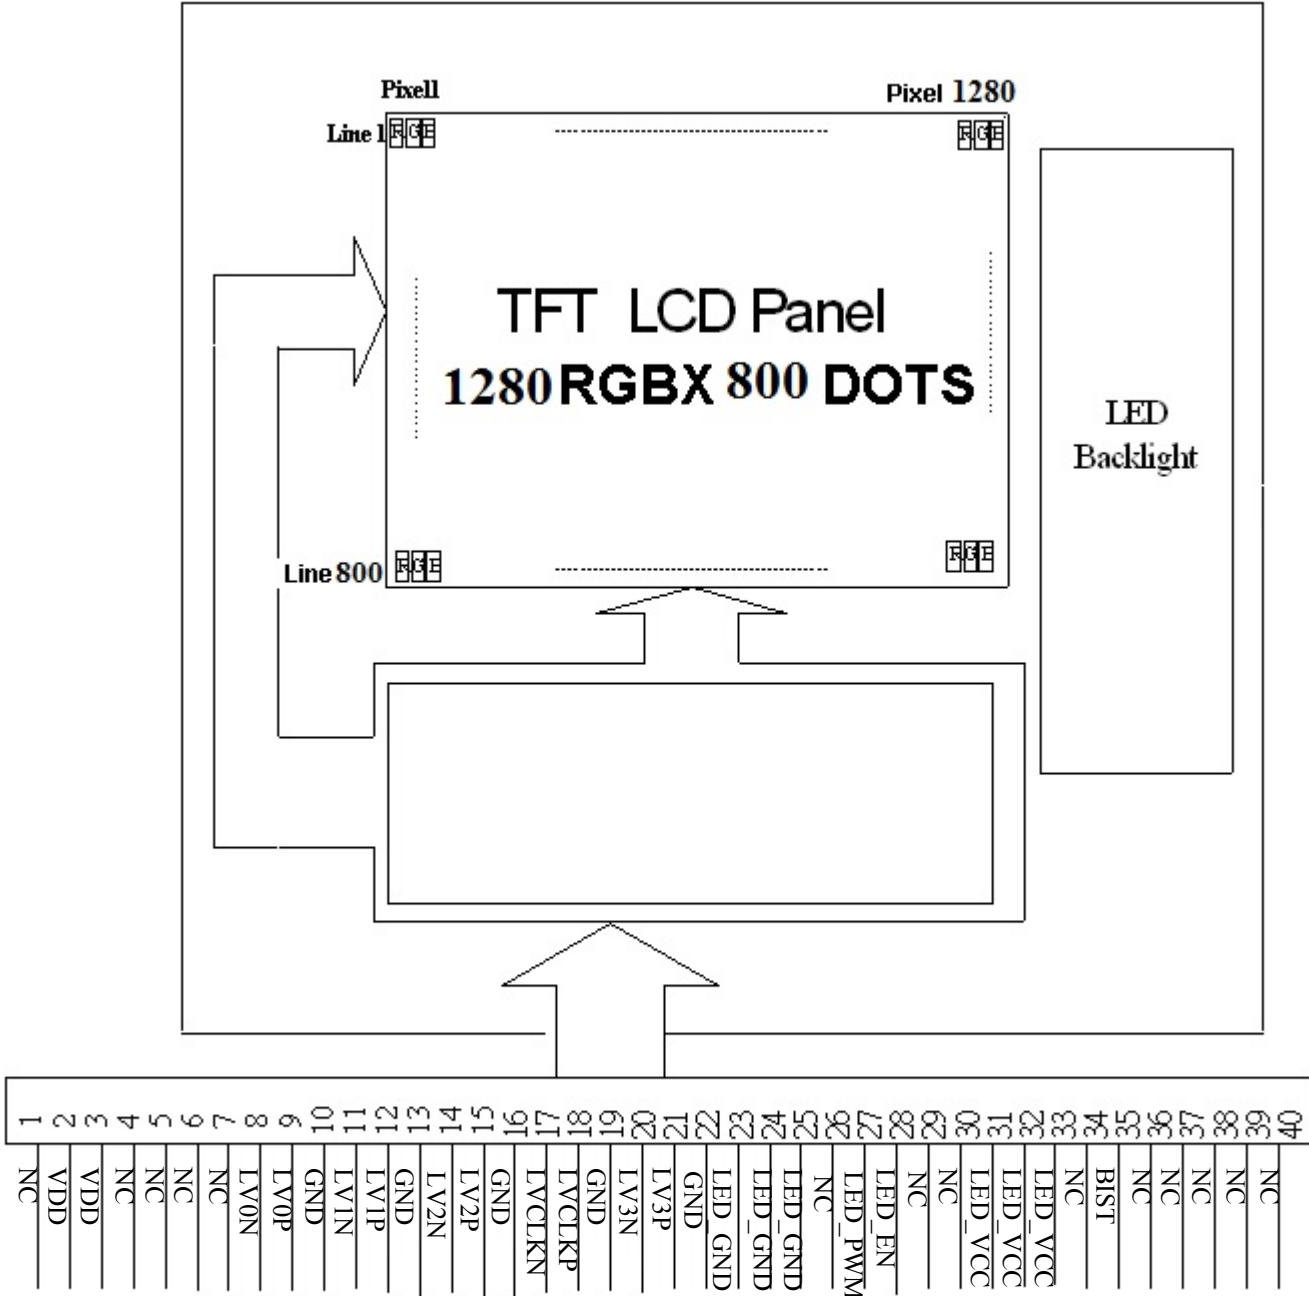 Pixel1
Pixel 1280
Line 1
RGE
RGE
TFT LCD Panel
1280 RGBX 800 DOTS
LED
Backlight
Line 800
RGE
RGE
1 2 3 4 5 6 7 8 9 10 11 12 13 14 15 16 17 18 19 20 21 22 23 24 25 26 27 28 29 30 31 32 33 34 35 36 37 38 39 40
NC
VDD
VDD
NC
NC
NC
NC
LV0N
LV0P
GND
LV1N
LV1P
GND
LV2N
LV2P
GND
LVCLKN
LVCLKP
GND
LV3N
LV3P
GND
LED_GND
LED_GND
LED_GND
NC
LED_PWM
LED_EN
NC
NC
LED_VCC
LED_VCC
LED_VCC
NC
BIST
NC
NC
NC
NC
NC